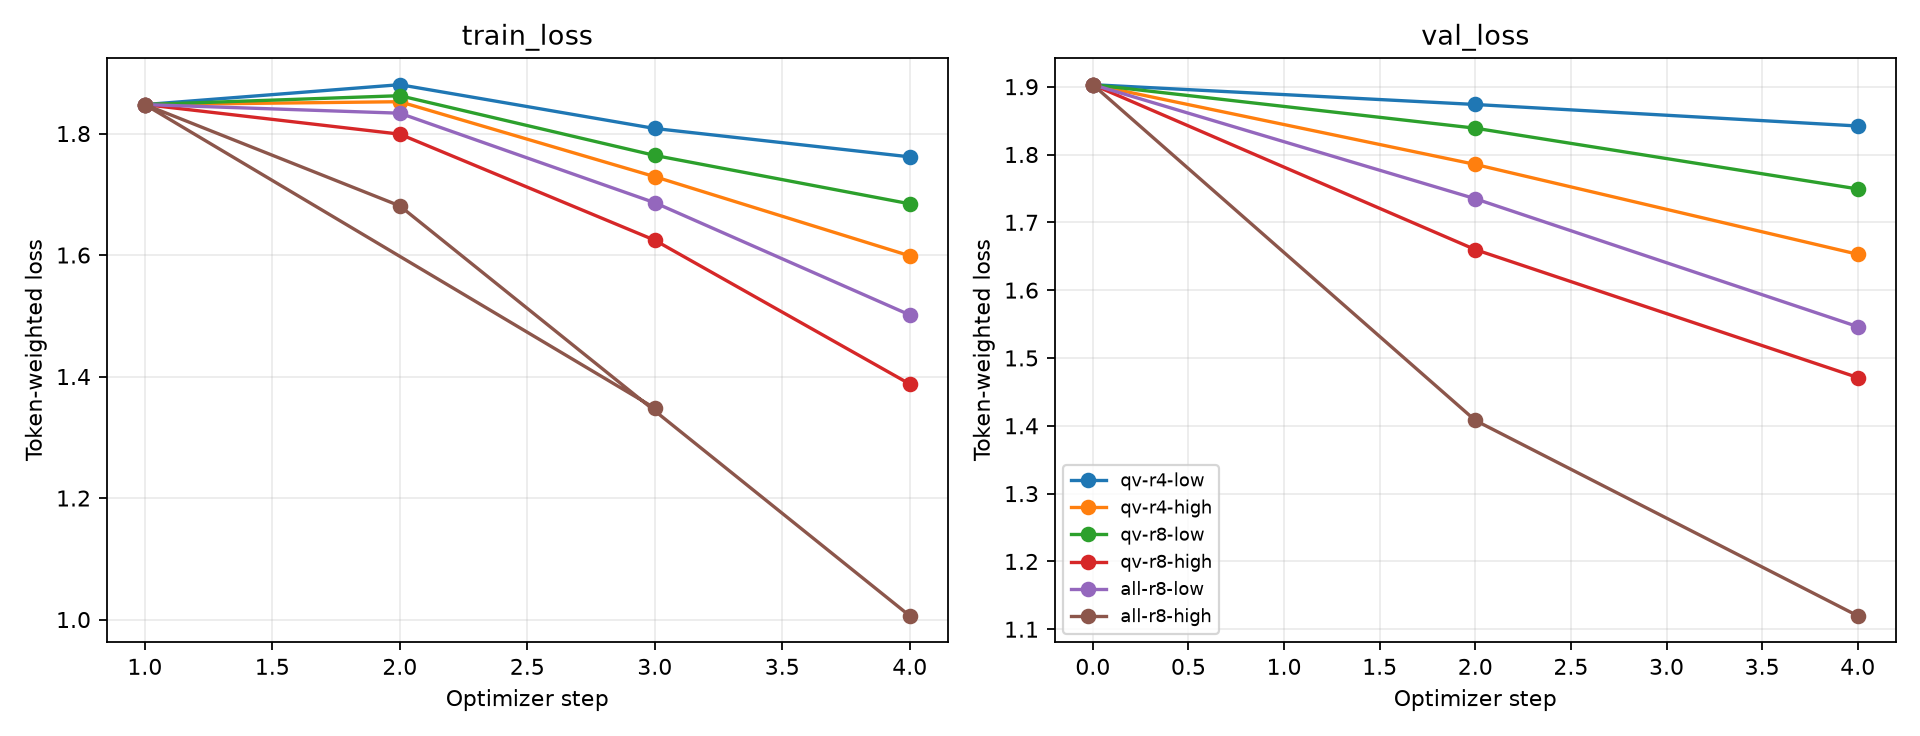 train_loss
Token-weighted loss
1.8
1.6
1.4
1.2
1.0
1.0 1.5 2.0 2.5 3.0 3.5 4.0
Optimizer step
val_loss
Token-weighted loss
1.9
1.8
1.7
1.6
1.5
1.4
1.3
1.2
1.1
qv-r4-low
qv-r4-high
qv-r8-low
qv-r8-high
all-r8-low
all-r8-high
0.0 0.5 1.0 1.5 2.0 2.5 3.0 3.5 4.0
Optimizer step